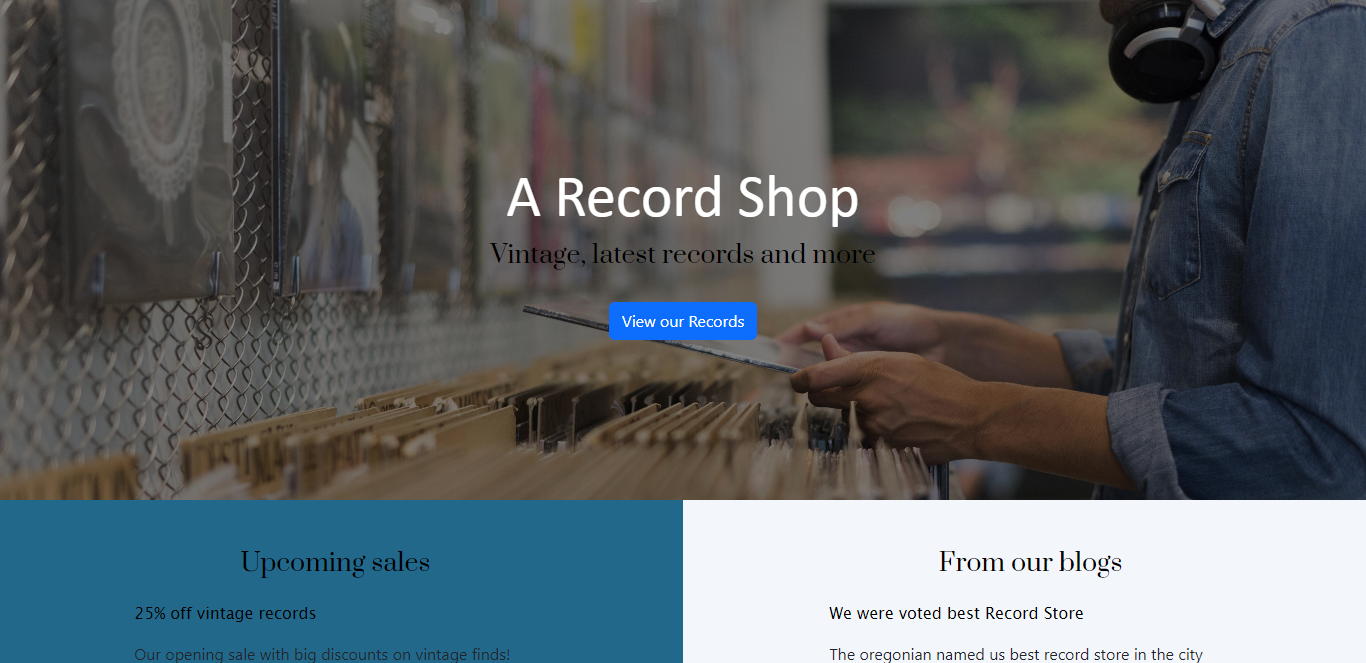 A Record Shop
Vintage, latest records and more
View our Records
Upcoming sales
25% off vintage records
Our opening sale with big discounts on vintage finds!
From our blogs
We were voted best Record Store
The oregonian named us best record store in the city